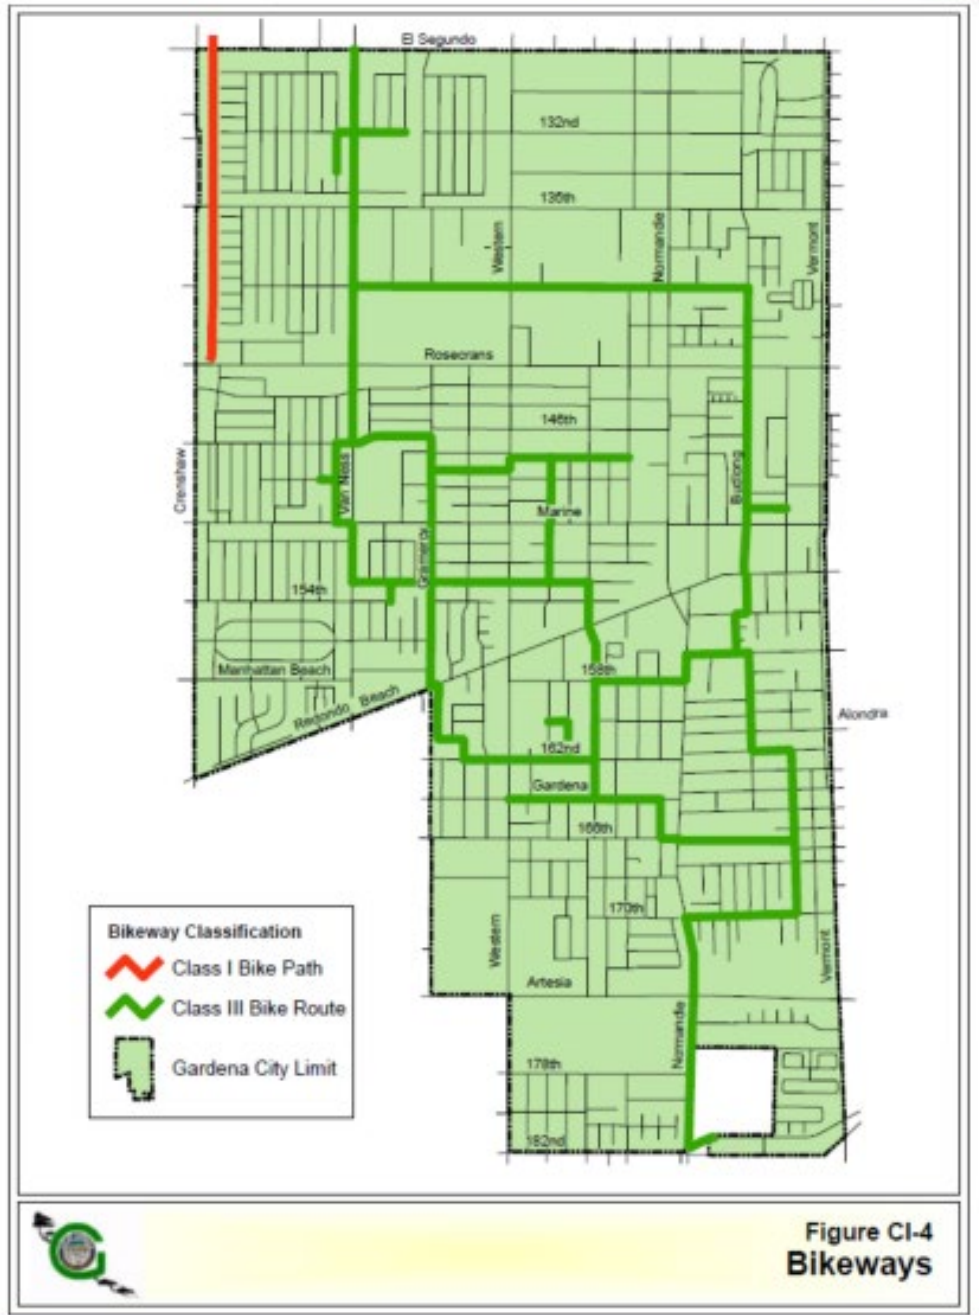 El Segundo
132nd
135th
Western
Normandie
Vermont
Rosecrans
146th
Crenshaw
Van Ness
Budlong
Marine
Gramercy
154th
158th
Manhattan Beach
Redondo Beach
Alondra
162nd
Gardena
166th
170th
Western
Vermont
Artesia
Normandie
178th
182nd
Bikeway Classification
Class I Bike Path
Class III Bike Route
Gardena City Limit
Figure CI-4
Bikeways